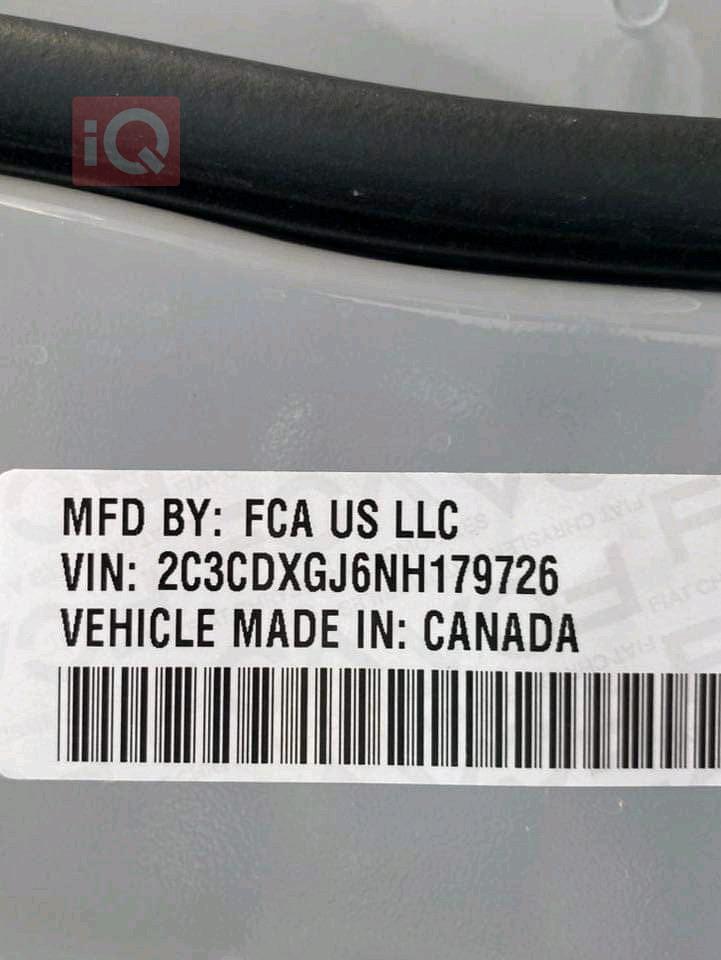 iQ
MFD BY: FCA US LLC
VIN: 2C3CDXGJ6NH179726
VEHICLE MADE IN: CANADA